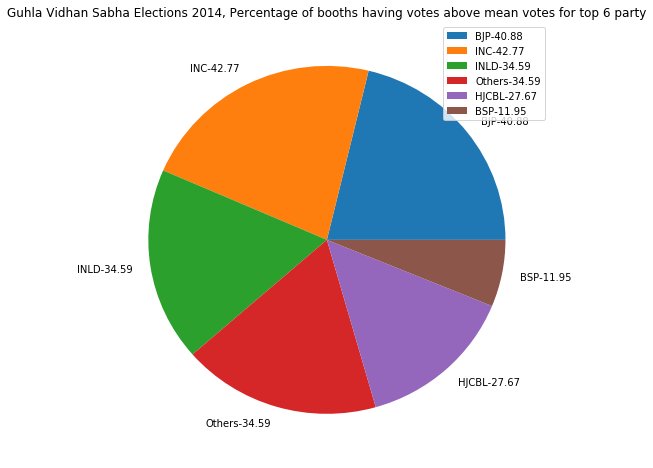 Guhla Vidhan Sabha Elections 2014, Percentage of booths having votes above mean votes for top 6 party
BJP-40.88
INC-42.77
INLD-34.59
Others-34.59
HJCBL-27.67
BSP-11.95
BJP-40.88
INC-42.77
INLD-34.59
Others-34.59
HJCBL-27.67
BSP-11.95